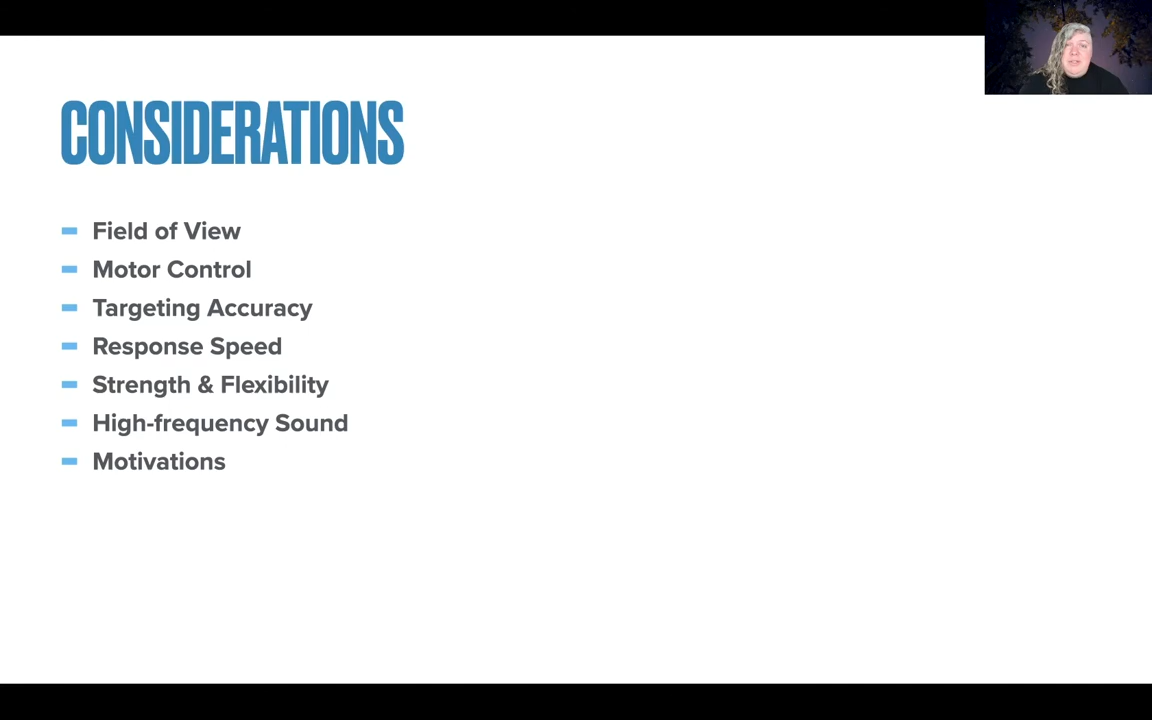 CONSIDERATIONS
Field of View
Motor Control
Targeting Accuracy
Response Speed
Strength & Flexibility
High-frequency Sound
Motivations